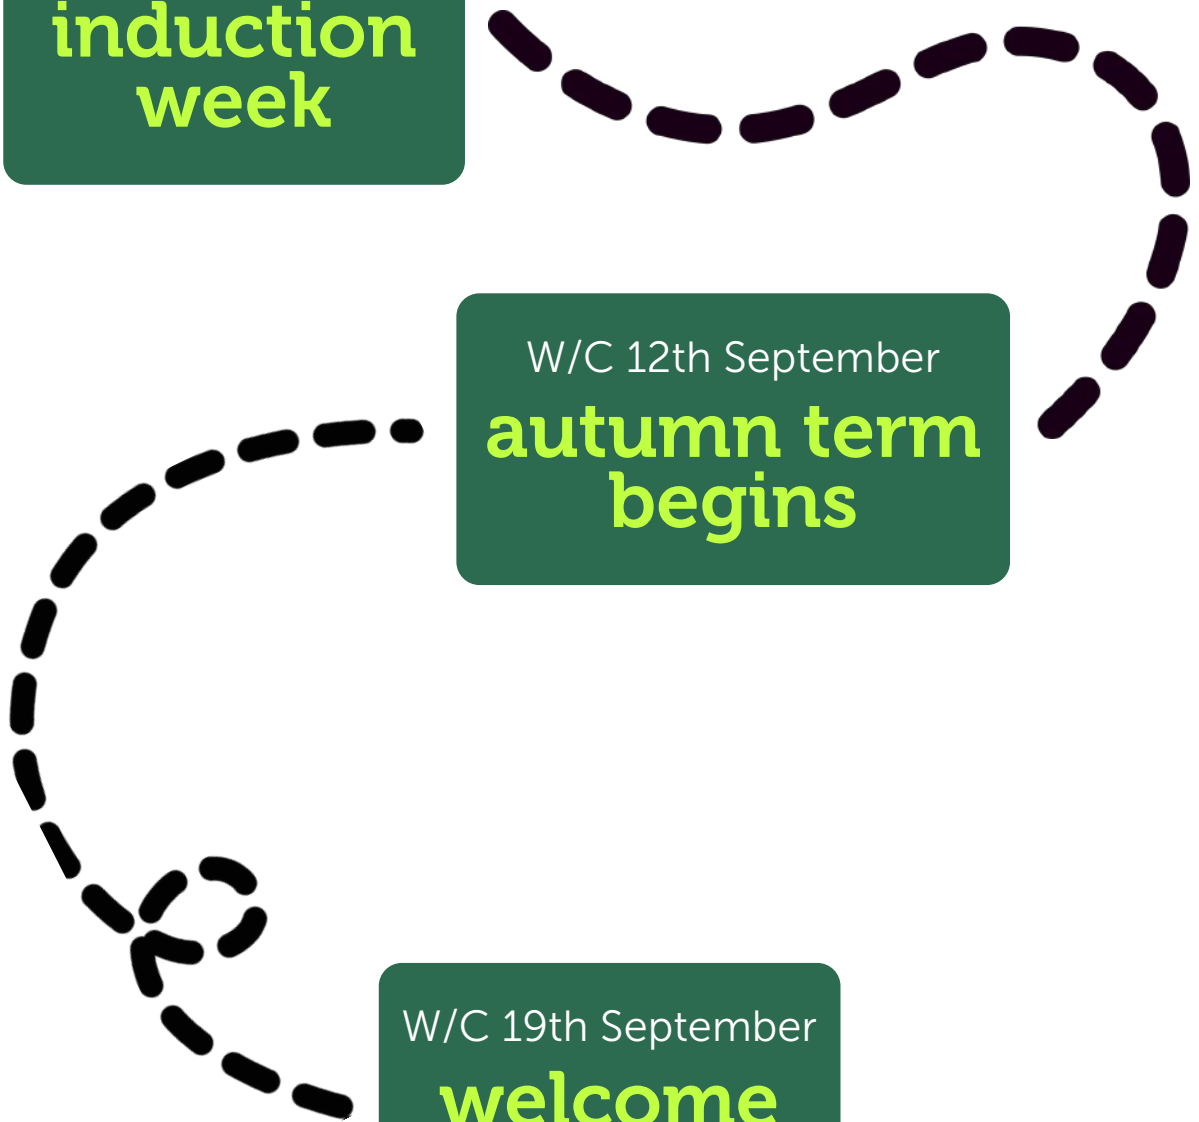 induction
week
W/C 12th September
autumn term
begins
W/C 19th September
welcome